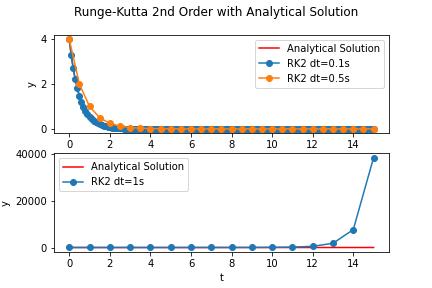 Runge-Kutta 2nd Order with Analytical Solution
4
2
0
y
Analytical Solution
RK2 dt=0.1s
RK2 dt=0.5s
0 2 4 6 8 10 12 14
40000
20000
0
y
Analytical Solution
RK2 dt=1s
0 2 4 6 8 10 12 14
t